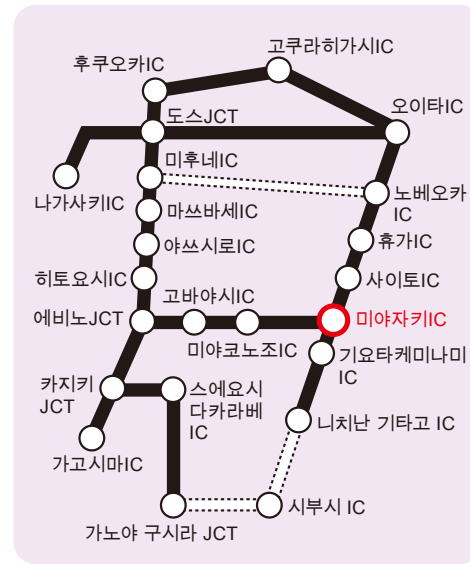 고쿠라히가시IC
후쿠오카IC
오이타IC
도스JCT
미후네IC
나가사키IC
노베오카
IC
마쓰바세IC
휴가IC
야쓰시로IC
사이토IC
히토요시IC
고바야시IC
에비노JCT
미야자키IC
미야코노조IC
기요타케미나미
IC
카지키
JCT
스에요시
다카라베
IC
니치난 기타고 IC
가고시마IC
시부시 IC
가노야 구시라 JCT